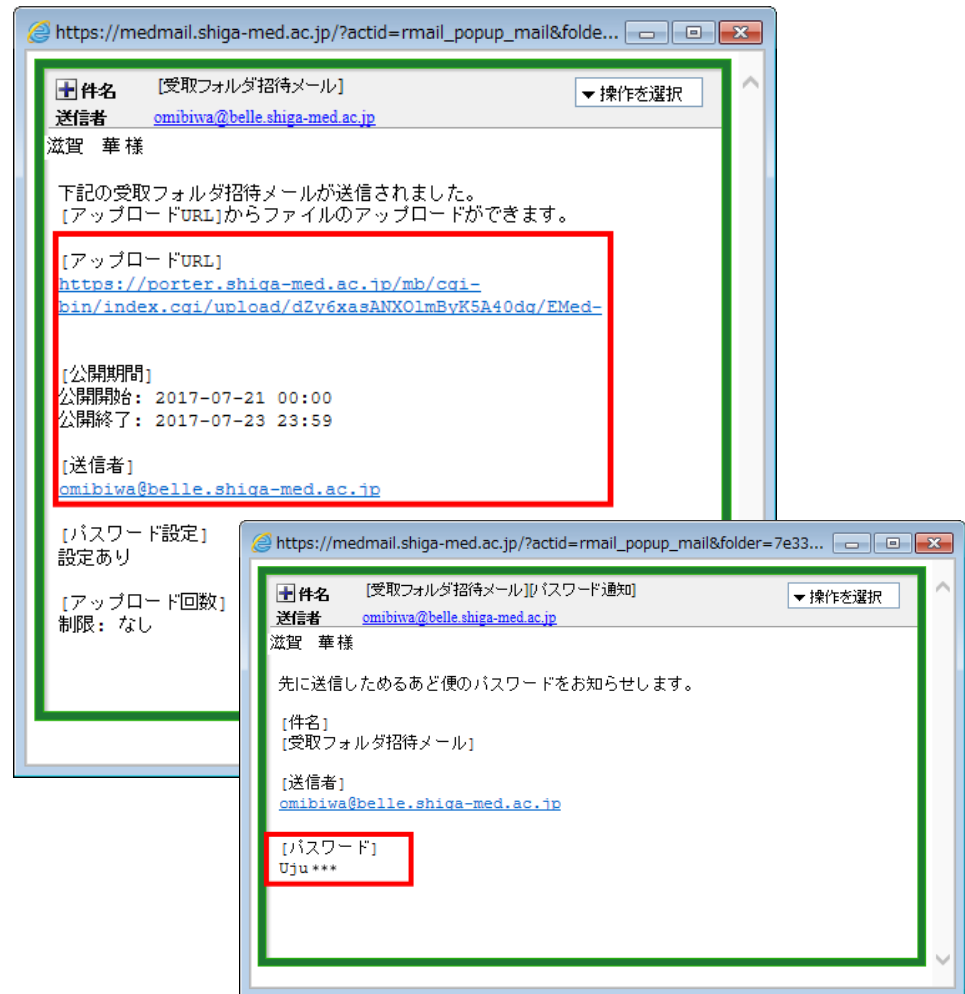 https://medmail.shiga-med.ac.jp/?actid=rmail_popup_mail&folde...
件名 [受取フォルダ招待メール]
▼操作を選択
送信者 omibiwa@belle.shiga-med.ac.jp
滋賀 華 様
下記の受取フォルダ招待メールが送信されました。
[アップロードURL]からファイルのアップロードができます。
[アップロードURL]
https://porter.shiga-med.ac.jp/mb/cgi-
bin/index.cgi/upload/dZy6xasANXOlmByK5A40dg/EMed-
[公開期間]
公開開始: 2017-07-21 00:00
公開終了: 2017-07-23 23:59
[送信者]
omibiwa@belle.shiga-med.ac.jp
[パスワード設定]
設定あり
[アップロード回数]
制限: なし
https://medmail.shiga-med.ac.jp/?actid=rmail_popup_mail&folder=7e33...
件名 [受取フォルダ招待メール][パスワード通知]
▼操作を選択
送信者 omibiwa@belle.shiga-med.ac.jp
滋賀 華 様
先に送信しためるあど便のパスワードをお知らせします。
[件名]
[受取フォルダ招待メール]
[送信者]
omibiwa@belle.shiga-med.ac.jp
[パスワード]
Uju***